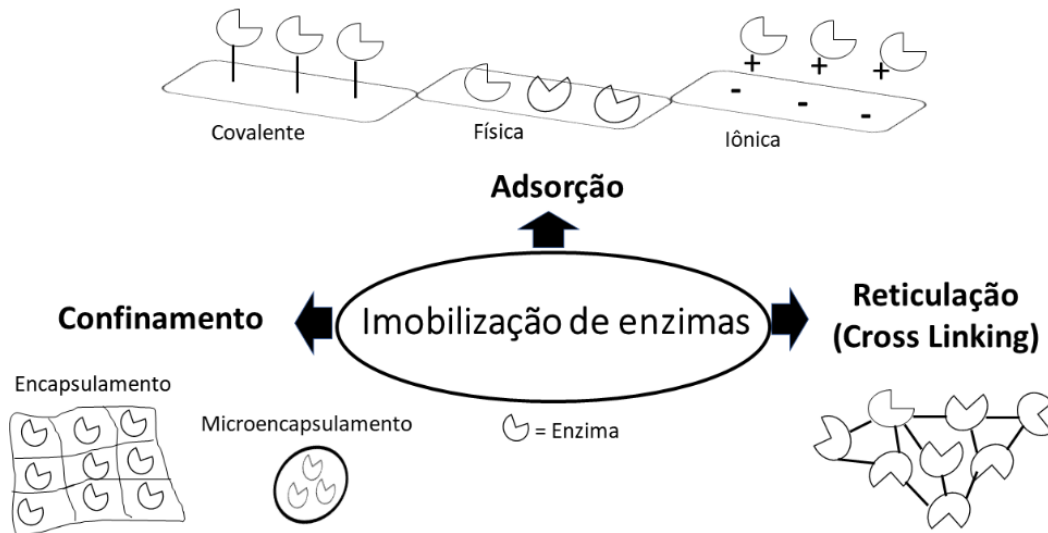 Covalente
Física
Iônica
Adsorção
Confinamento
Imobilização de enzimas
Reticulação
(Cross Linking)
Encapsulamento
Microencapsulamento
= Enzima